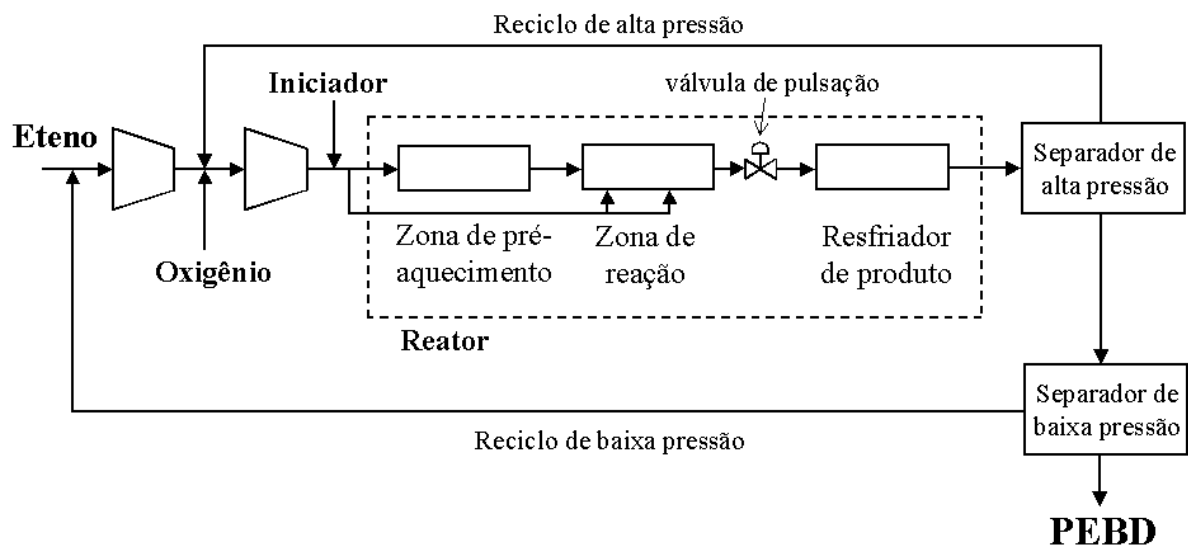 Reciclo de alta pressão
Iniciador
válvula de pulsação
Eteno
Separador de
alta pressão
Zona de pré-
aquecimento
Zona de
reação
Resfriador
de produto
Oxigênio
Reator
Separador de
baixa pressão
Reciclo de baixa pressão
PEBD